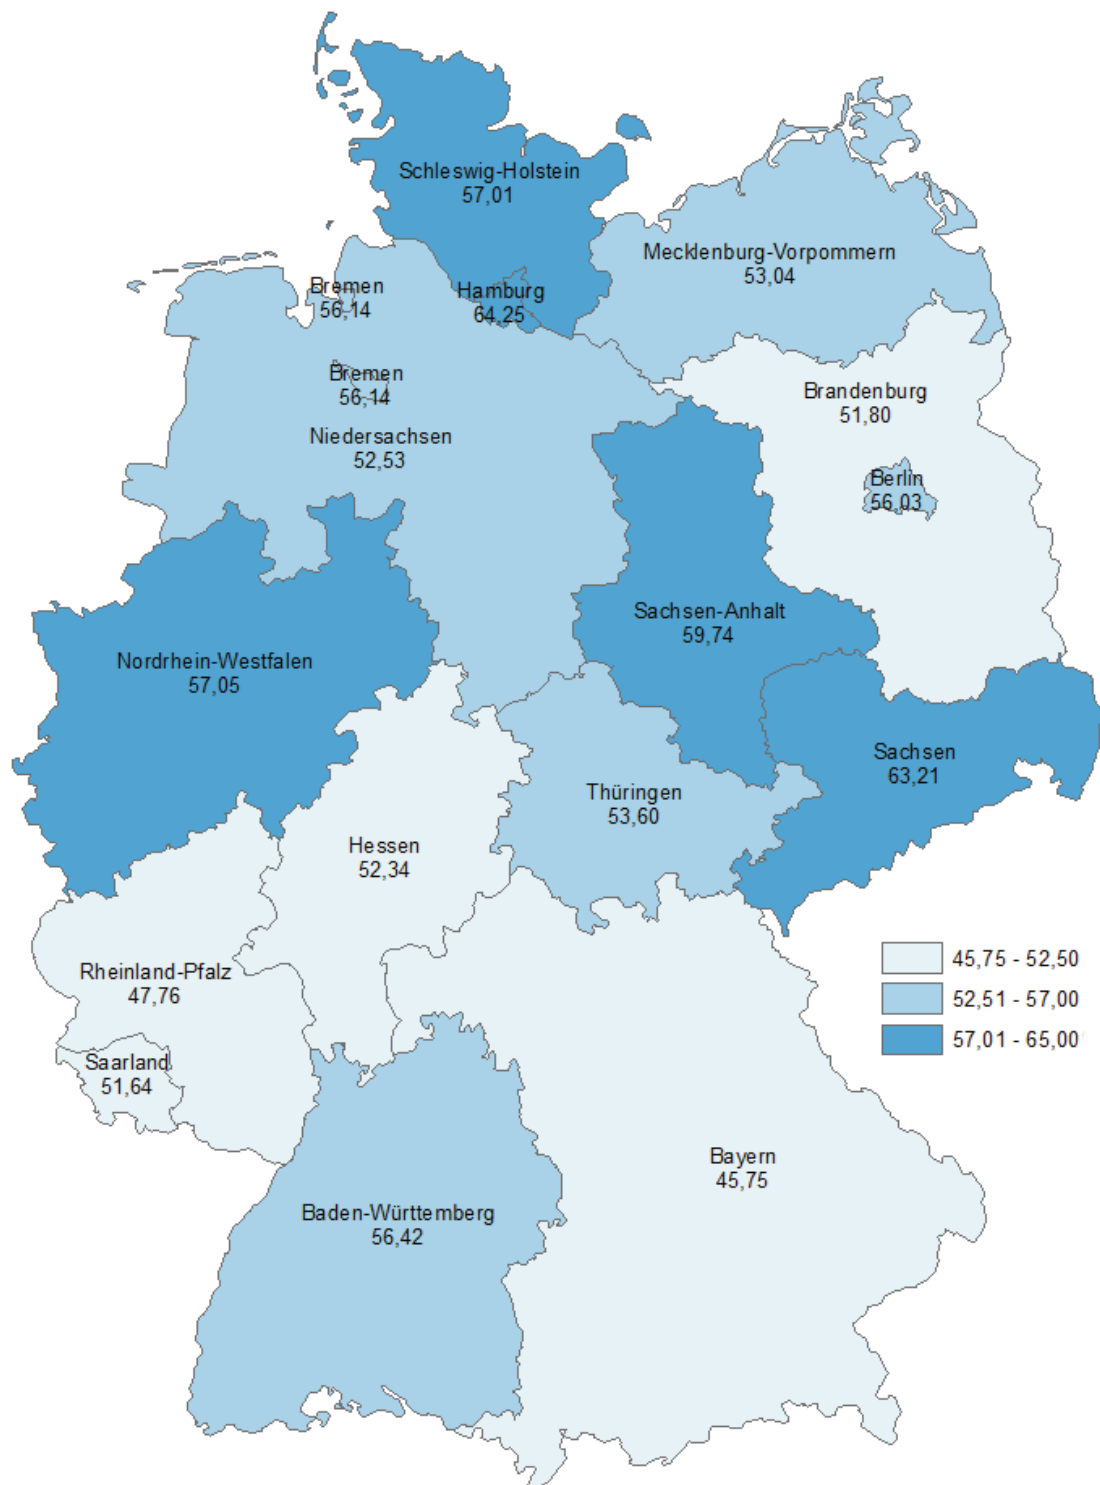 Schleswig-Holstein
57,01
Mecklenburg-Vorpommern
53,04
Bremen
56,14
Hamburg
64,25
Bremen
56,14
Brandenburg
51,80
Niedersachsen
52,53
Berlin
56,03
Sachsen-Anhalt
59,74
Nordrhein-Westfalen
57,05
Sachsen
63,21
Thüringen
53,60
Hessen
52,34
Rheinland-Pfalz
47,76
45,75 - 52,50
52,51 - 57,00
57,01 - 65,00
Saarland
51,64
Bayern
45,75
Baden-Württemberg
56,42